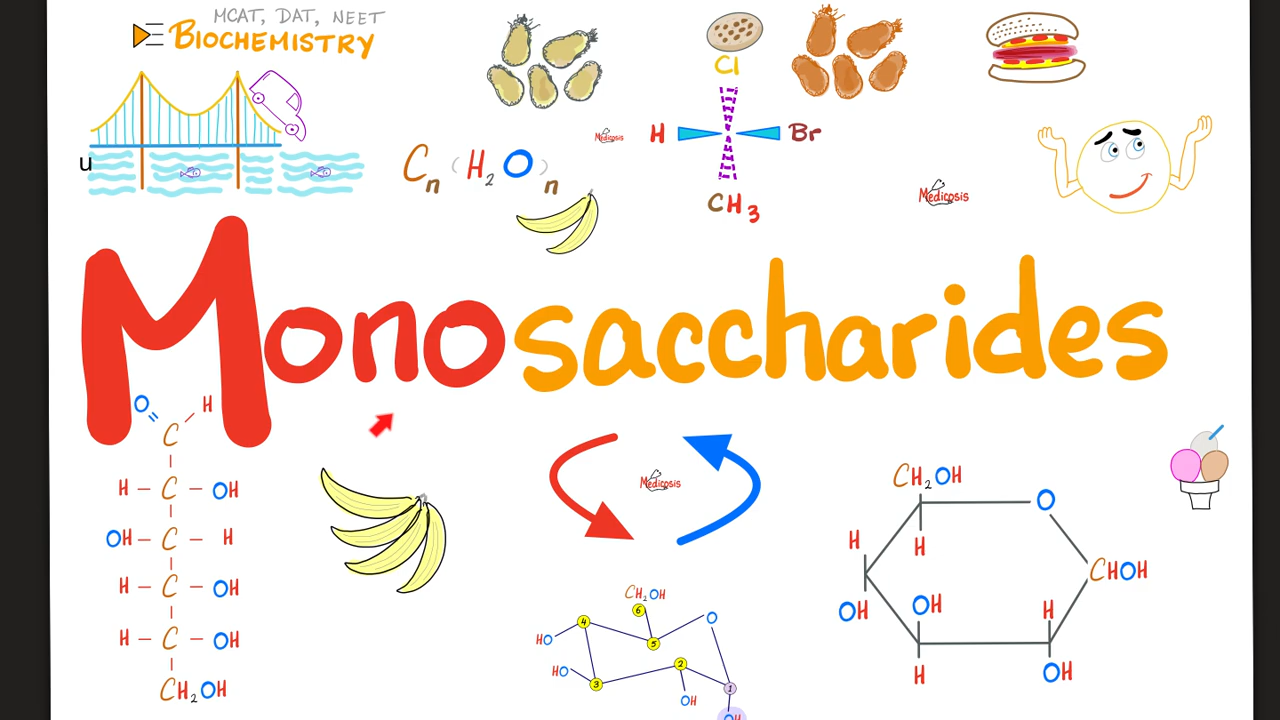 MCAT, DAT, NEET
BIOCHEMISTRY
Cl
H Br
CH3
u
Cn(H2O)n
Medicosis
Medicosis
Monosaccharides
O H
C
H - C - OH
OH - C - H
H - C - OH
H - C - OH
CH2OH
Medicosis
CH2OH
6
4
5
O
HO
HO
3
2
1
OH
OH
CH2OH
O
H
H
CHOH
OH
OH
H
H
OH